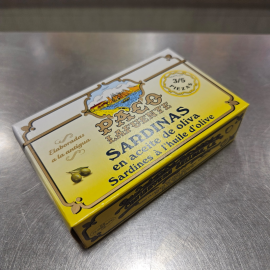 PACO
LAFUENTE
SARDINAS
en aceite de oliva
Sardines à l'huile d'olive
3/5
PIEZAS
Elaboradas
a la antigua